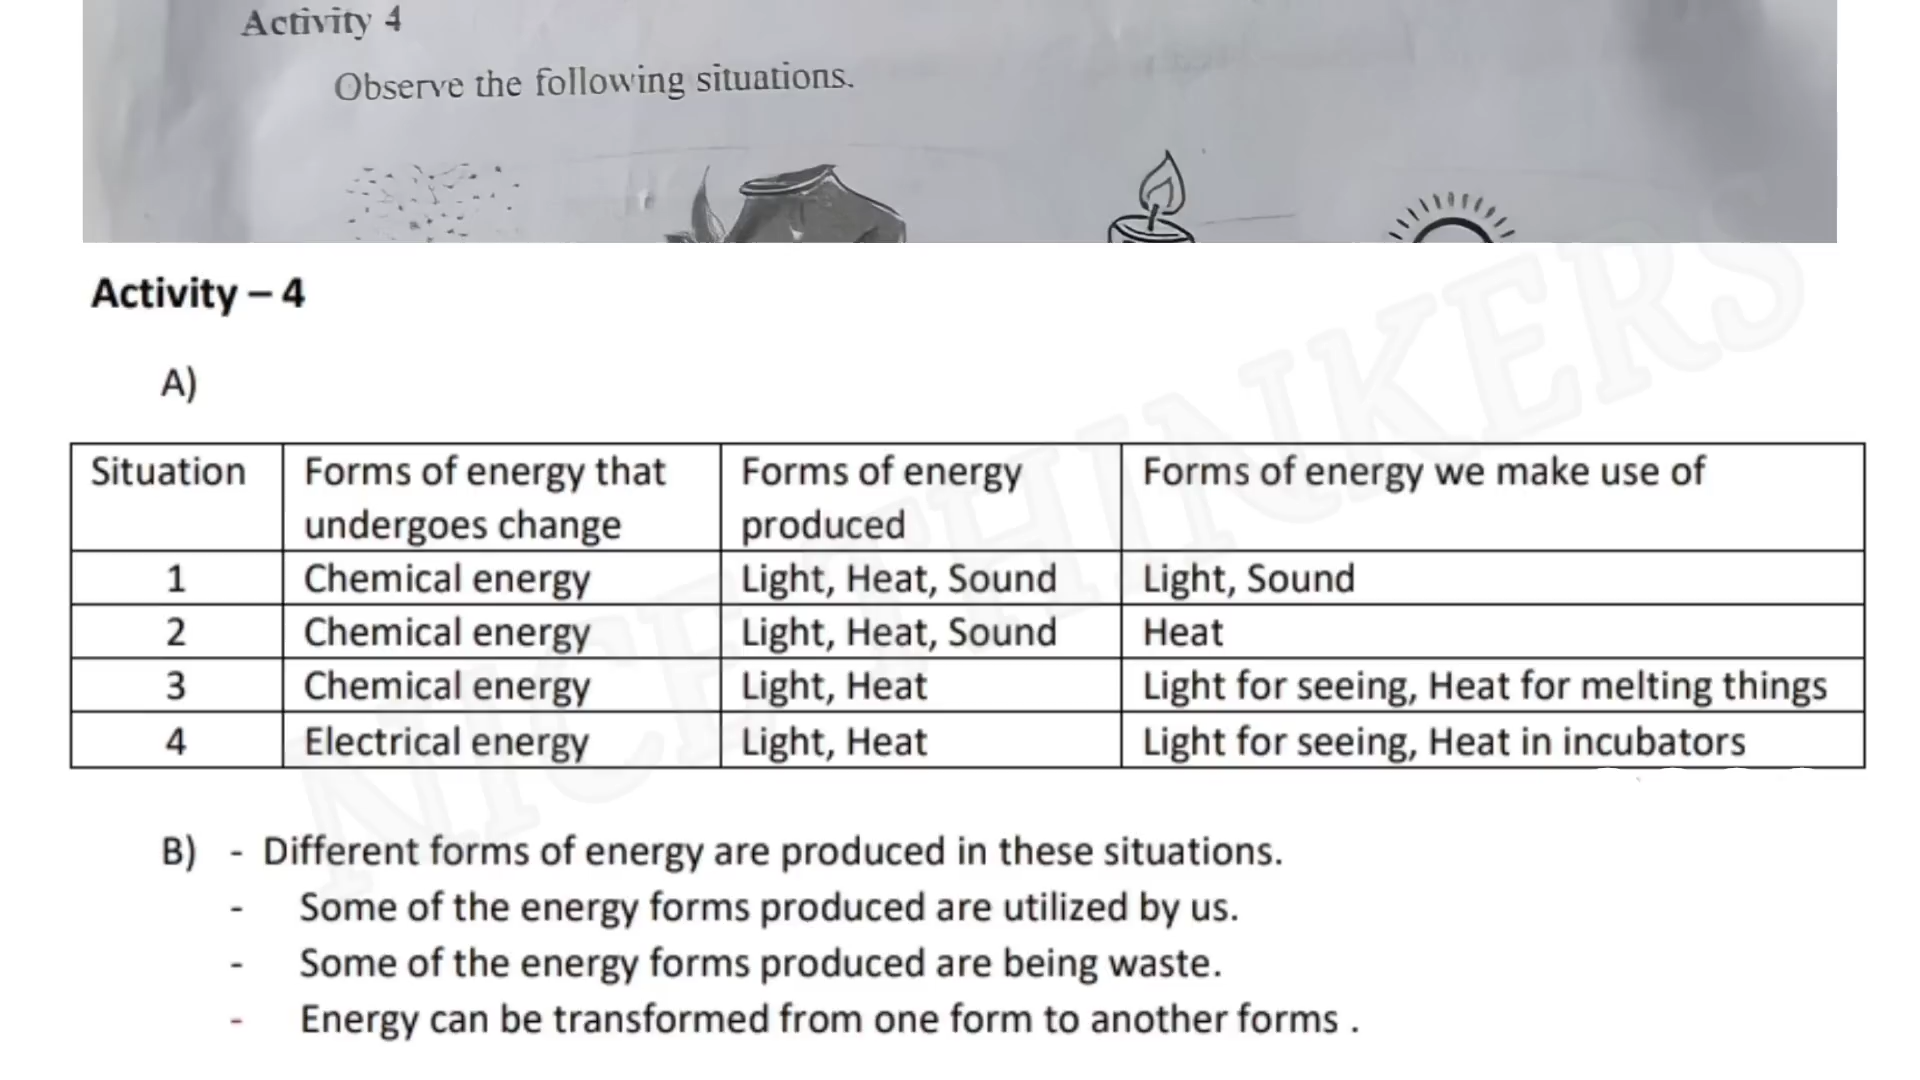 Activity 4
Observe the following situations.
Activity – 4
A)
Situation Forms of energy that undergoes change Forms of energy produced Forms of energy we make use of
1 Chemical energy Light, Heat, Sound Light, Sound
2 Chemical energy Light, Heat, Sound Heat
3 Chemical energy Light, Heat Light for seeing, Heat for melting things
4 Electrical energy Light, Heat Light for seeing, Heat in incubators
B) - Different forms of energy are produced in these situations.
- Some of the energy forms produced are utilized by us.
- Some of the energy forms produced are being waste.
- Energy can be transformed from one form to another forms .
NICE THINKERS